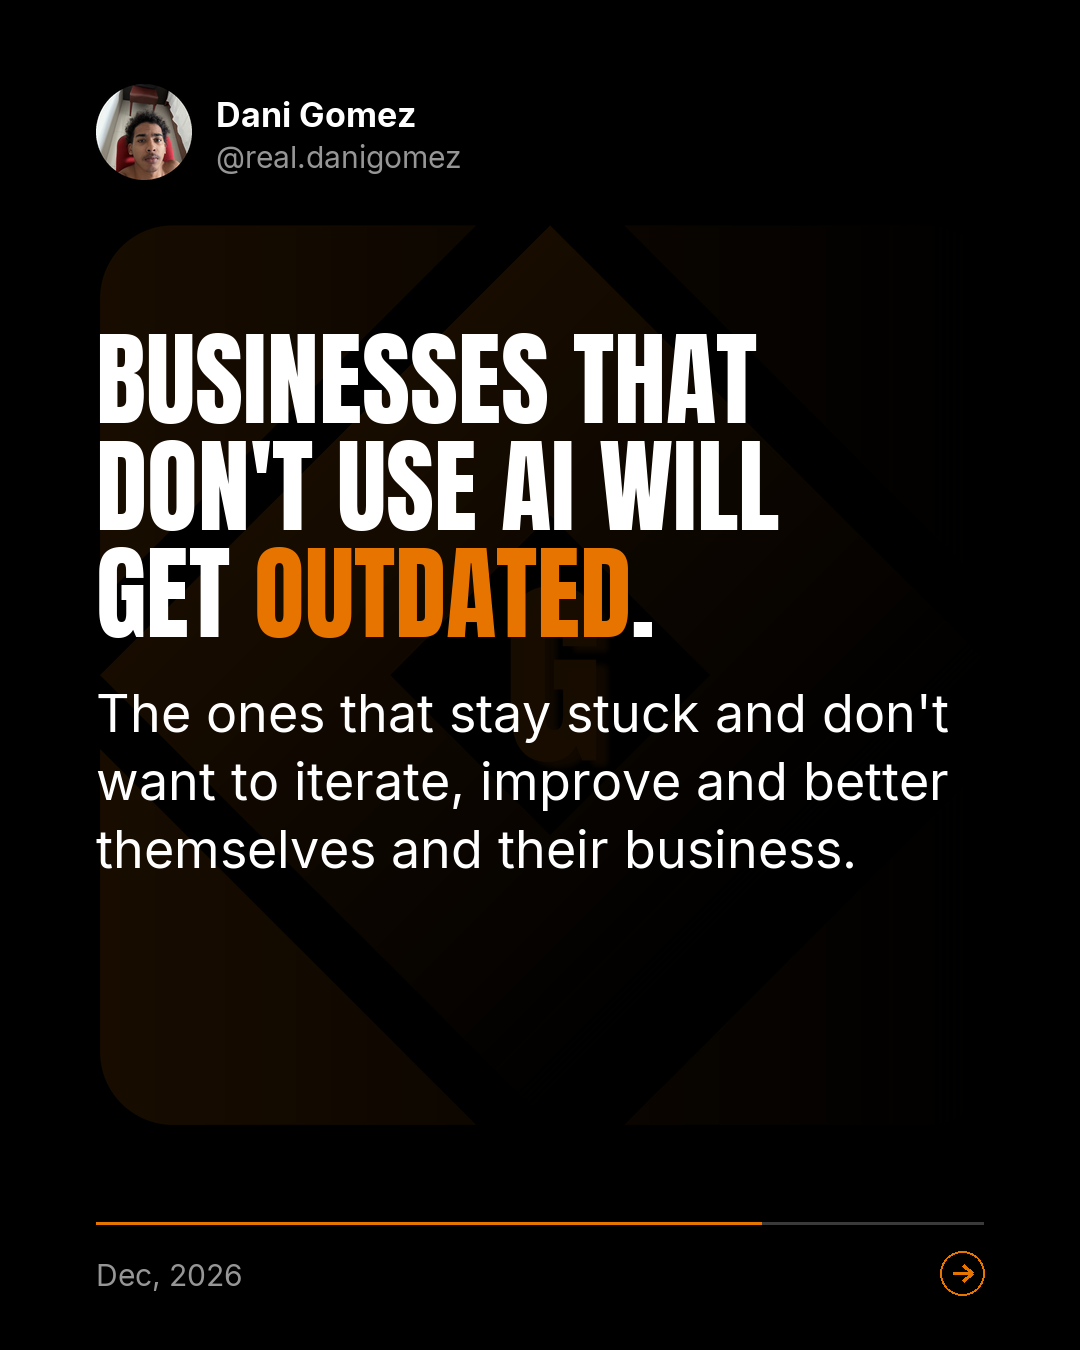 Dani Gomez
@real.danigomez
BUSINESSES THAT
DON'T USE AI WILL
GET OUTDATED.
G
The ones that stay stuck and don't
want to iterate, improve and better
themselves and their business.
Dec, 2026